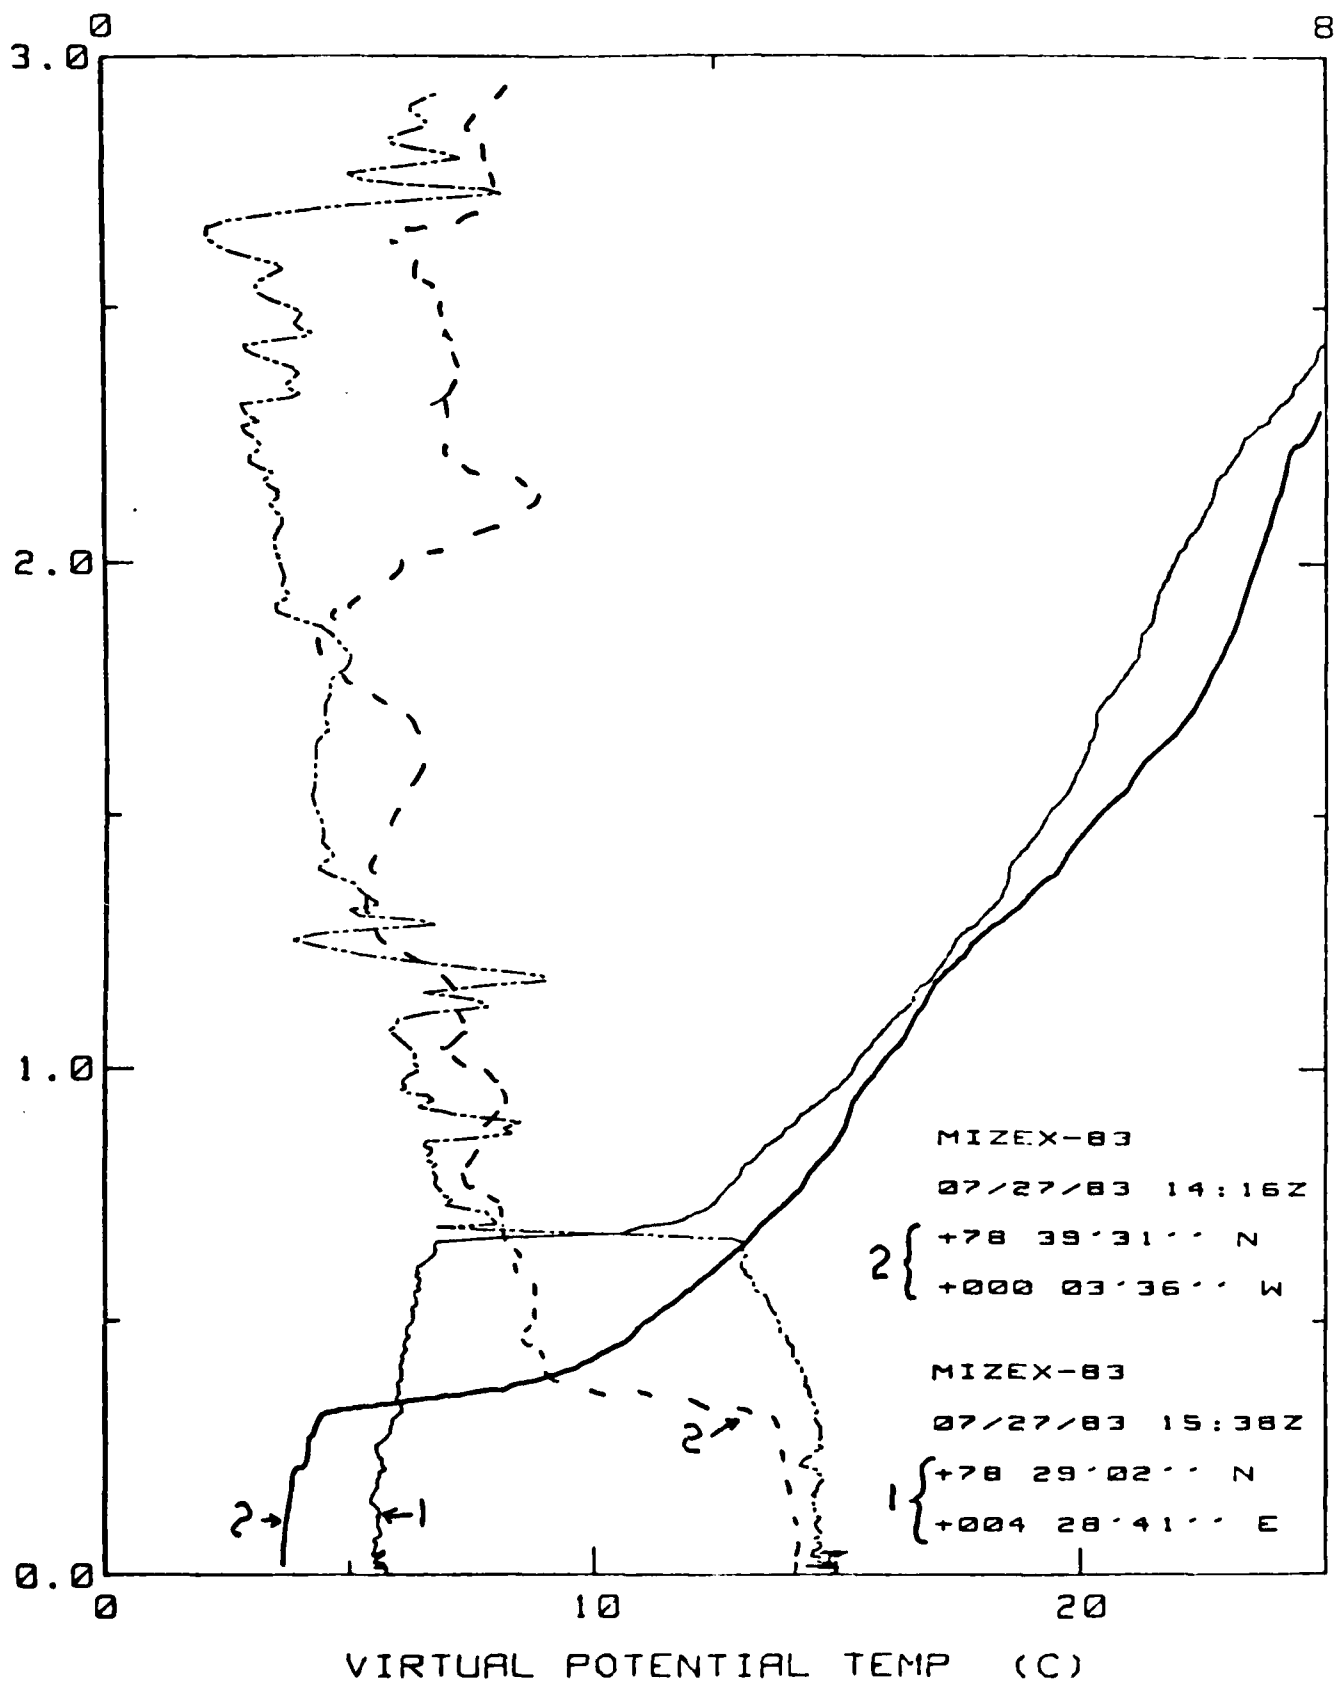 0 8
3.0
2.0
1.0
MIZEX-83
07/27/83 14:16Z
2 { +78 39'31'' N
+000 03'36'' W
MIZEX-83
07/27/83 15:38Z
1 { +78 29'02'' N
+004 28'41'' E
2
2
1
0.0
0 10 20
VIRTUAL POTENTIAL TEMP (C)